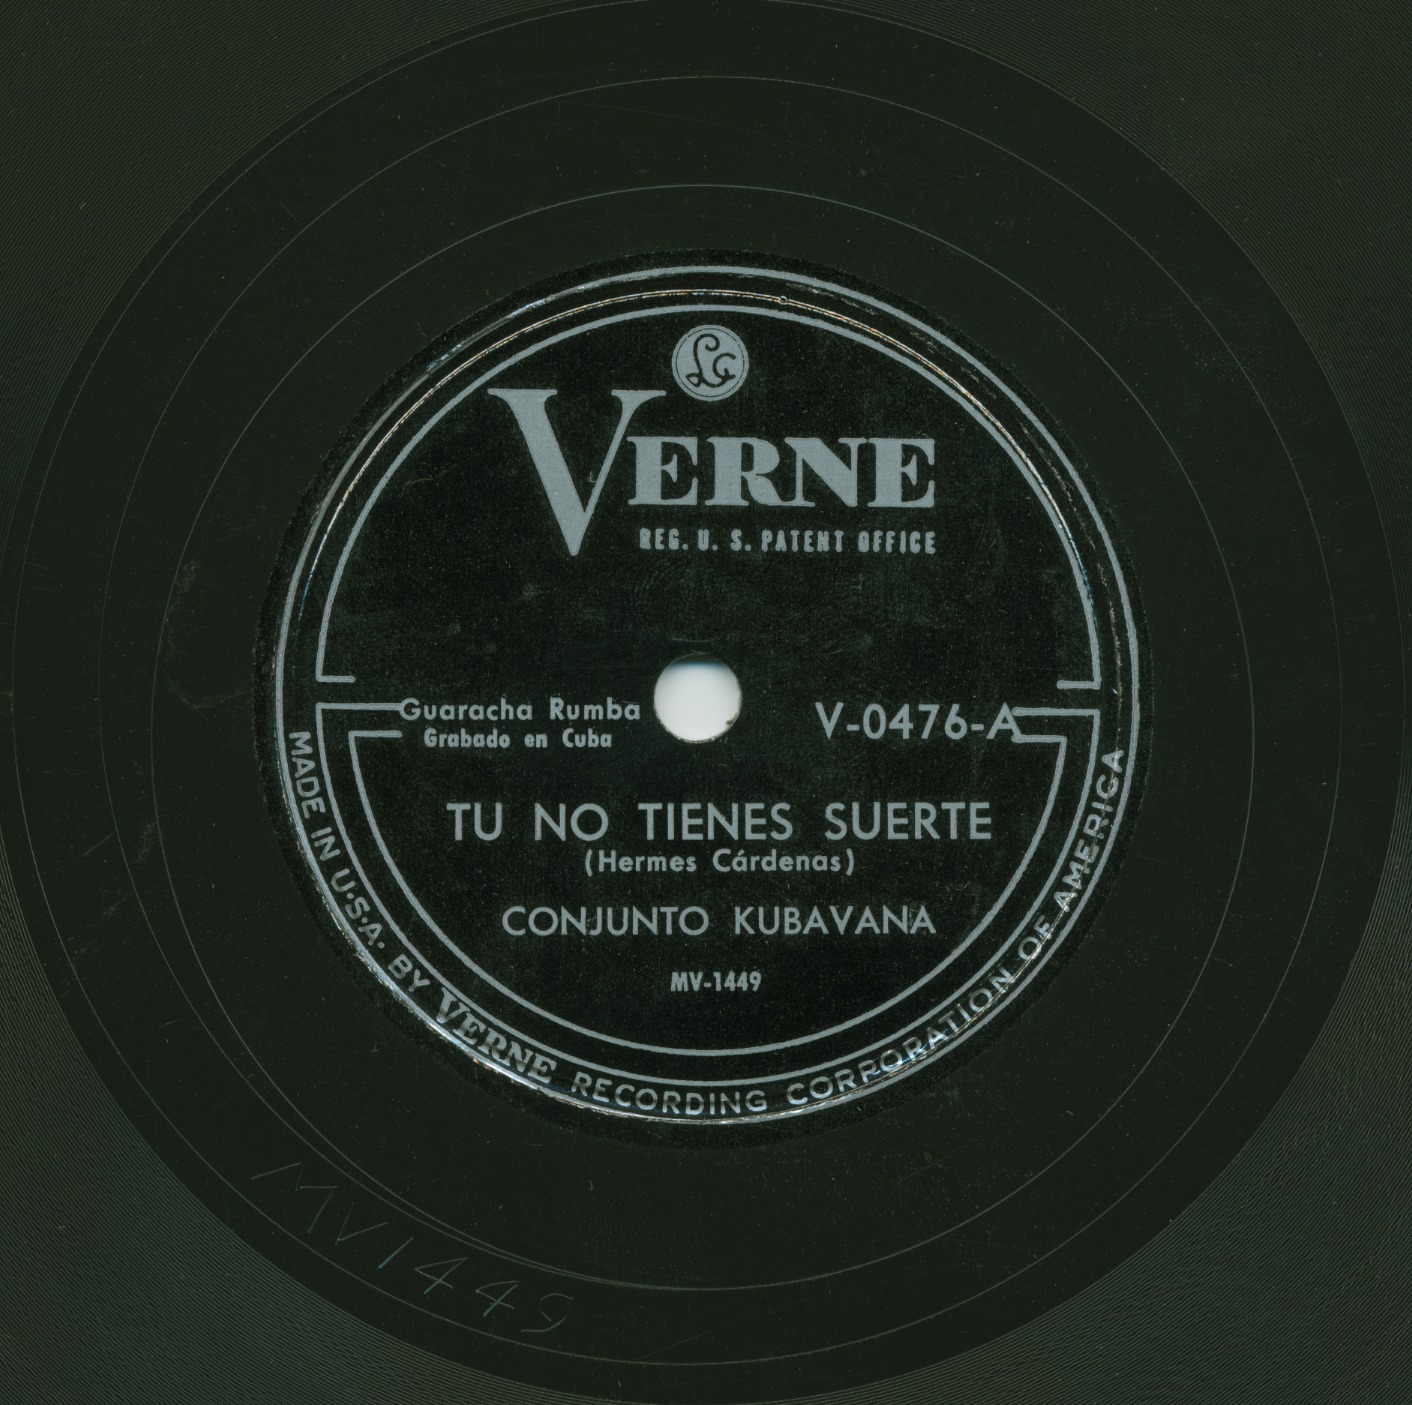 LC
VERNE
REG. U. S. PATENT OFFICE
Guaracha Rumba
Grabado en Cuba
V-0476-A
TU NO TIENES SUERTE
(Hermes Cárdenas)
CONJUNTO KUBAVANA
MV-1449
MADE IN U.S.A. BY VERNE RECORDING CORPORATION OF AMERICA
MV1449